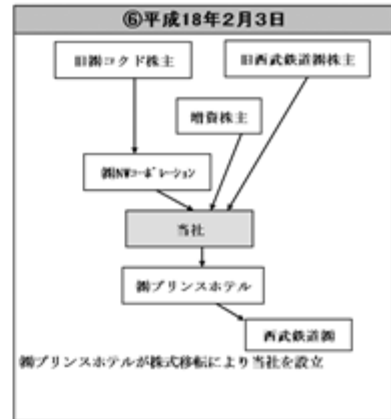 ⑥平成18年2月3日
旧㈱コクド株主
旧西武鉄道㈱株主
増資株主
㈱NWコーポレーション
当社
㈱プリンスホテル
西武鉄道㈱
㈱プリンスホテルが株式移転により当社を設立